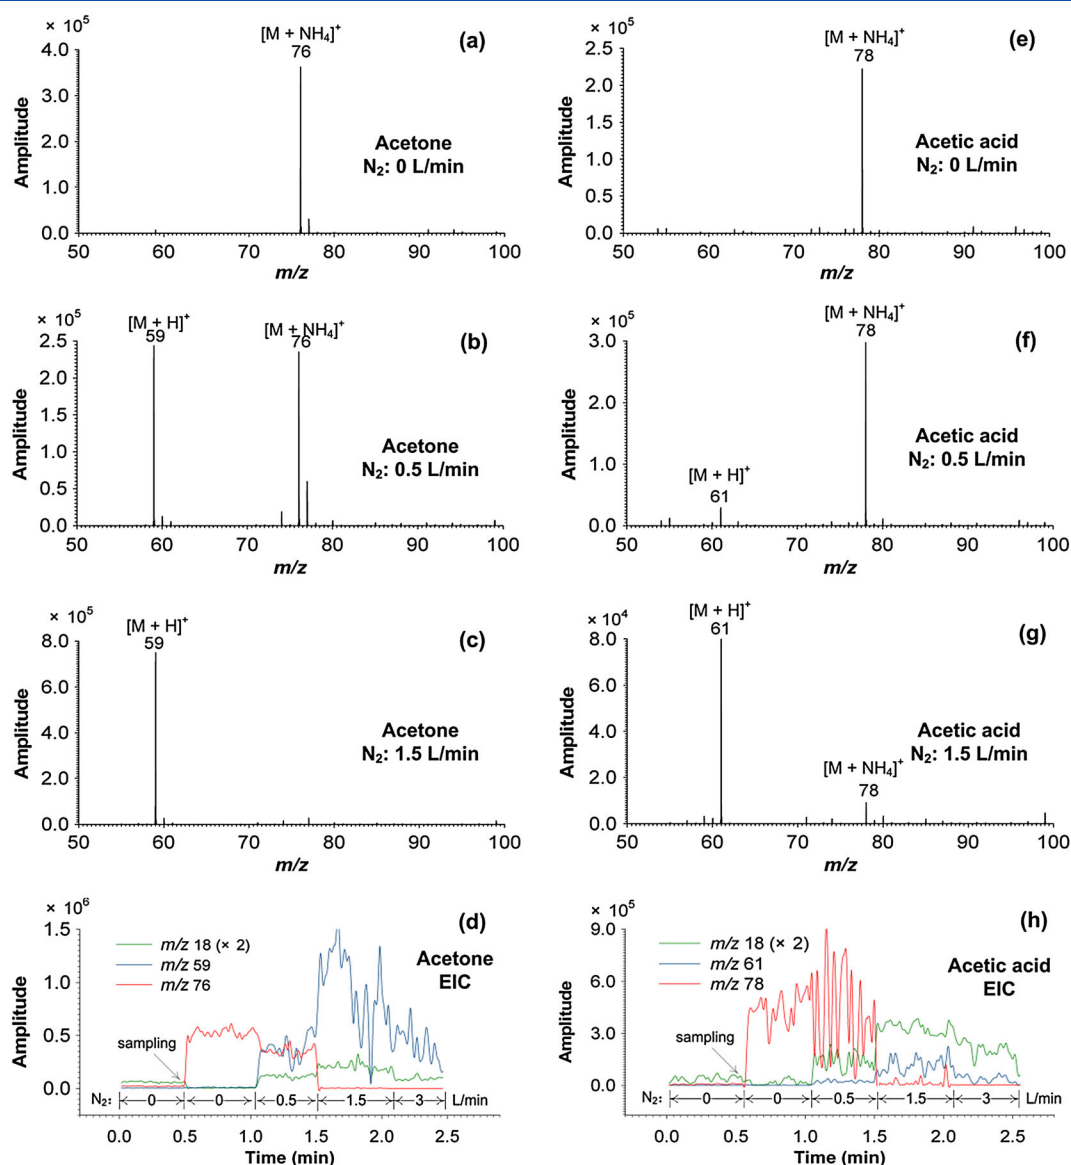 × 10⁵
[M + NH₄]⁺
76
(a)
4.0
3.0
2.0
1.0
0.0
Amplitude
Acetone
N₂: 0 L/min
50 60 70 80 90 100
m/z
× 10⁵
[M + NH₄]⁺
78
(e)
2.5
2.0
1.5
1.0
0.5
0.0
Amplitude
Acetic acid
N₂: 0 L/min
50 60 70 80 90 100
m/z
× 10⁵
[M + H]⁺
59
[M + NH₄]⁺
76
(b)
2.5
2.0
1.5
1.0
0.5
0.0
Amplitude
Acetone
N₂: 0.5 L/min
50 60 70 80 90 100
m/z
× 10⁵
[M + NH₄]⁺
78
(f)
3.0
2.0
1.0
0.0
Amplitude
Acetic acid
N₂: 0.5 L/min
[M + H]⁺
61
50 60 70 80 90 100
m/z
× 10⁵
[M + H]⁺
59
(c)
8.0
6.0
4.0
2.0
0.0
Amplitude
Acetone
N₂: 1.5 L/min
50 60 70 80 90 100
m/z
× 10⁴
[M + H]⁺
61
(g)
8.0
6.0
4.0
2.0
0.0
Amplitude
Acetic acid
N₂: 1.5 L/min
[M + NH₄]⁺
78
50 60 70 80 90 100
m/z
× 10⁶
(d)
1.5
1.0
0.5
0.0
Amplitude
m/z 18 (× 2)
m/z 59
m/z 76
Acetone
EIC
sampling
N₂: 0 0 0.5 1.5 3 L/min
0.0 0.5 1.0 1.5 2.0 2.5
Time (min)
× 10⁵
(h)
9.0
6.0
3.0
0.0
Amplitude
m/z 18 (× 2)
m/z 61
m/z 78
Acetic acid
EIC
sampling
N₂: 0 0 0.5 1.5 3 L/min
0.0 0.5 1.0 1.5 2.0 2.5
Time (min)